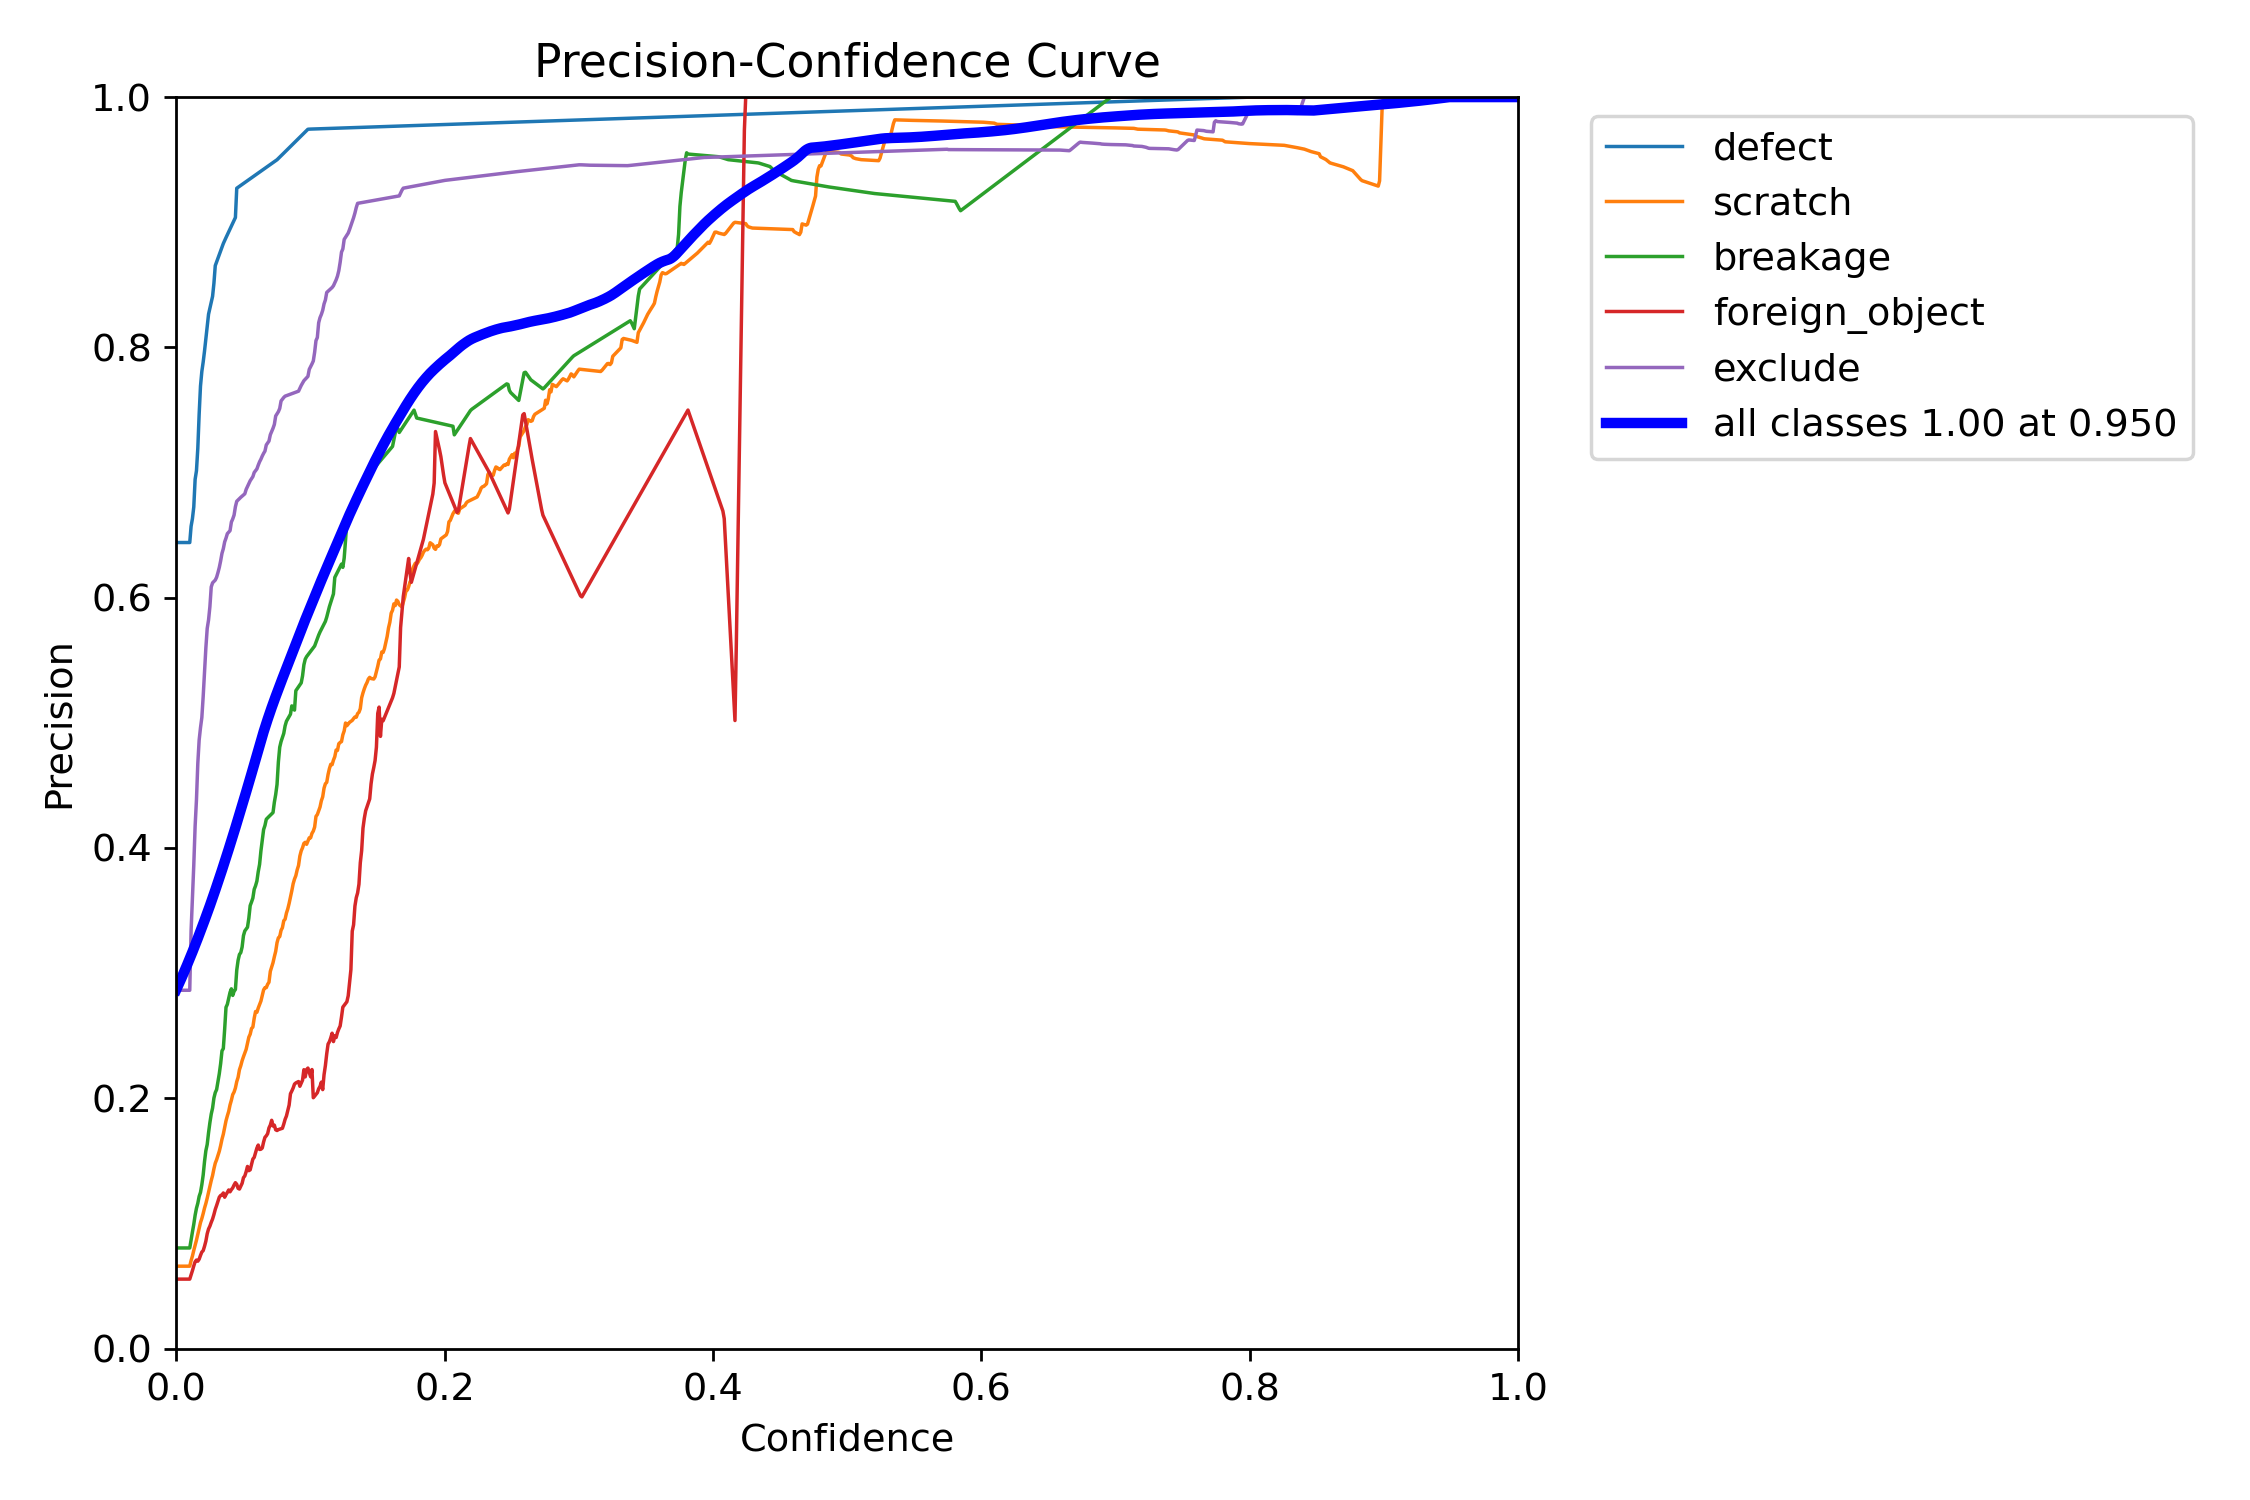 Precision-Confidence Curve
1.0
0.8
0.6
0.4
0.2
0.0
Precision
0.0 0.2 0.4 0.6 0.8 1.0
Confidence
defect
scratch
breakage
foreign_object
exclude
all classes 1.00 at 0.950